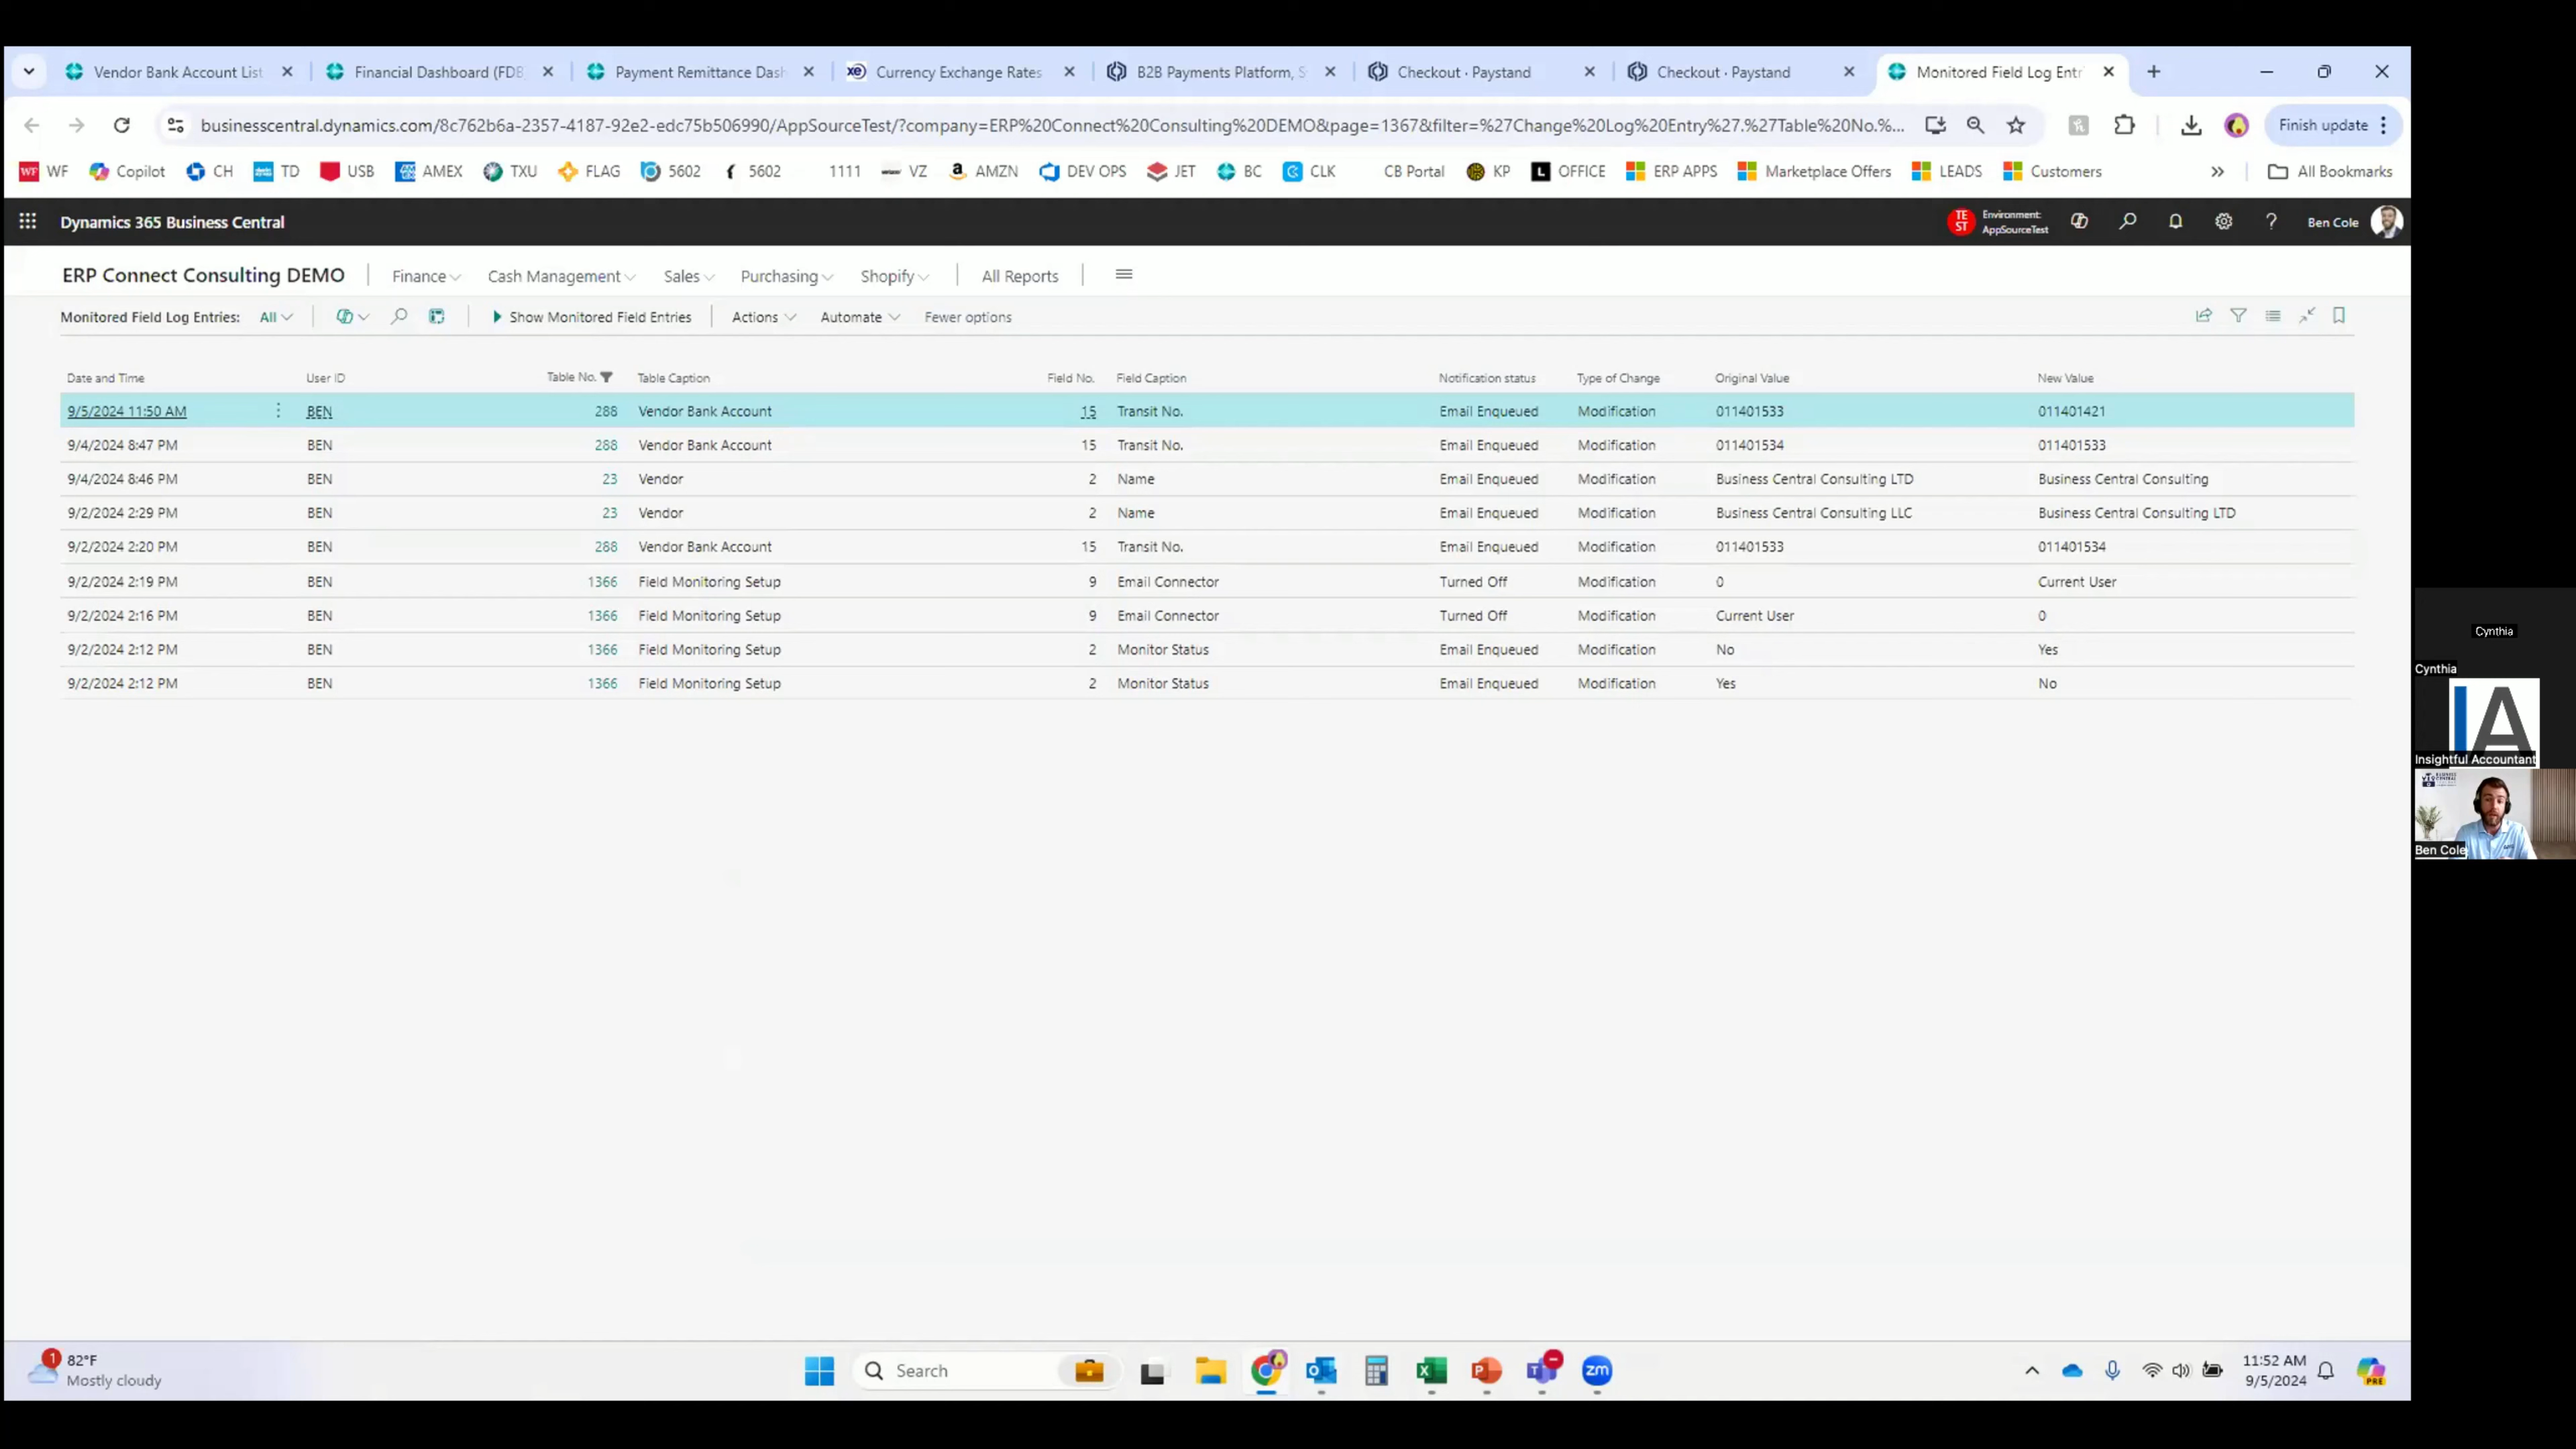 Vendor Bank Account List
Financial Dashboard (FDB
Payment Remittance Dash
xe Currency Exchange Rates
B2B Payments Platform, S
Checkout · Paystand
Checkout · Paystand
Monitored Field Log Entr
businesscentral.dynamics.com/8c762b6a-2357-4187-92e2-edc75b506990/AppSourceTest/?company=ERP%20Connect%20Consulting%20DEMO&page=1367&filter=%27Change%20Log%20Entry%27.%27Table%20No.%...
Finish update
WF WF Copilot CH TD USB AMEX TXU FLAG 5602 5602 1111 VZ AMZN DEV OPS JET BC CLK CB Portal KP OFFICE ERP APPS Marketplace Offers LEADS Customers » All Bookmarks
Dynamics 365 Business Central
TEST
Environment:
AppSourceTest
Ben Cole
ERP Connect Consulting DEMO Finance Cash Management Sales Purchasing Shopify All Reports
Monitored Field Log Entries: All Show Monitored Field Entries Actions Automate Fewer options
Date and Time User ID Table No. Table Caption Field No. Field Caption Notification status Type of Change Original Value New Value
9/5/2024 11:50 AM BEN 288 Vendor Bank Account 15 Transit No. Email Enqueued Modification 011401533 011401421
9/4/2024 8:47 PM BEN 288 Vendor Bank Account 15 Transit No. Email Enqueued Modification 011401534 011401533
9/4/2024 8:46 PM BEN 23 Vendor 2 Name Email Enqueued Modification Business Central Consulting LTD Business Central Consulting
9/2/2024 2:29 PM BEN 23 Vendor 2 Name Email Enqueued Modification Business Central Consulting LLC Business Central Consulting LTD
9/2/2024 2:20 PM BEN 288 Vendor Bank Account 15 Transit No. Email Enqueued Modification 011401533 011401534
9/2/2024 2:19 PM BEN 1366 Field Monitoring Setup 9 Email Connector Turned Off Modification 0 Current User
9/2/2024 2:16 PM BEN 1366 Field Monitoring Setup 9 Email Connector Turned Off Modification Current User 0
9/2/2024 2:12 PM BEN 1366 Field Monitoring Setup 2 Monitor Status Email Enqueued Modification No Yes
9/2/2024 2:12 PM BEN 1366 Field Monitoring Setup 2 Monitor Status Email Enqueued Modification Yes No
Cynthia
Cynthia
IA
Insightful Accountant
BUSINESS
CENTRAL
Ben Cole
1
82°F
Mostly cloudy
Search
zm
11:52 AM
9/5/2024
PRE